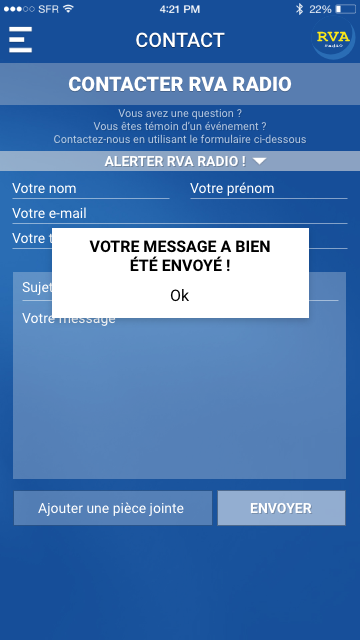 SFR 4:21 PM 22%
CONTACT
RVA
radio
CONTACTER RVA RADIO
Vous avez une question ?
Vous êtes témoin d'un événement ?
Contactez-nous en utilisant le formulaire ci-dessous
ALERTER RVA RADIO !
Votre nom Votre prénom
Votre e-mail
Votre
VOTRE MESSAGE A BIEN
ÉTÉ ENVOYÉ !
Ok
Sujet
Votre message
Ajouter une pièce jointe ENVOYER